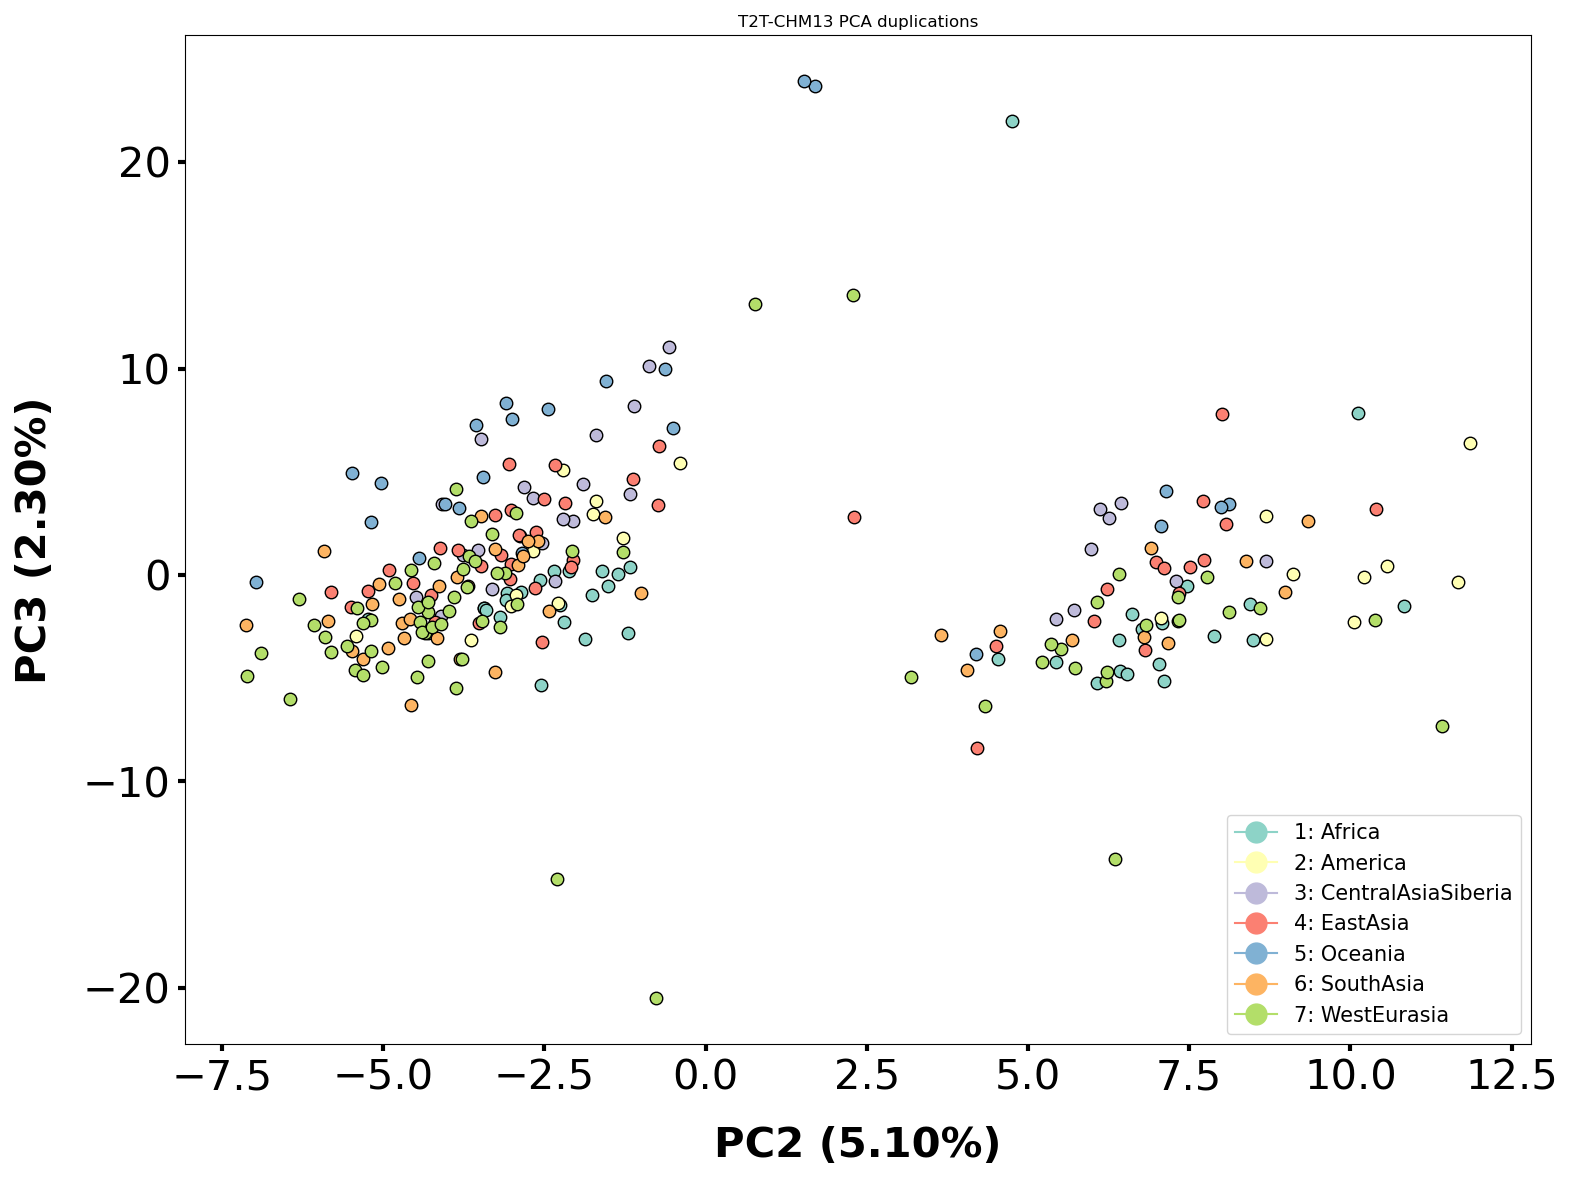 T2T-CHM13 PCA duplications
PC3 (2.30%)
20
10
0
−10
−20
−7.5
−5.0
−2.5
0.0
2.5
5.0
7.5
10.0
12.5
PC2 (5.10%)
1: Africa
2: America
3: CentralAsiaSiberia
4: EastAsia
5: Oceania
6: SouthAsia
7: WestEurasia